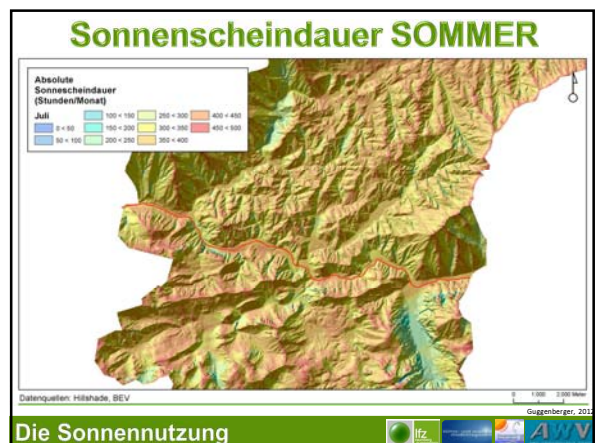 Sonnenscheindauer SOMMER
Absolute
Sonnescheindauer
(Stunden/Monat)
Juli
0 < 50
50 < 100
100 < 150
150 < 200
200 < 250
250 < 300
300 < 350
350 < 400
400 < 450
450 < 500
Datenquellen: Hillshade, BEV
0 1.000 2.000 Meter
Guggenberger, 2012
Die Sonnennutzung
lfz
AWV